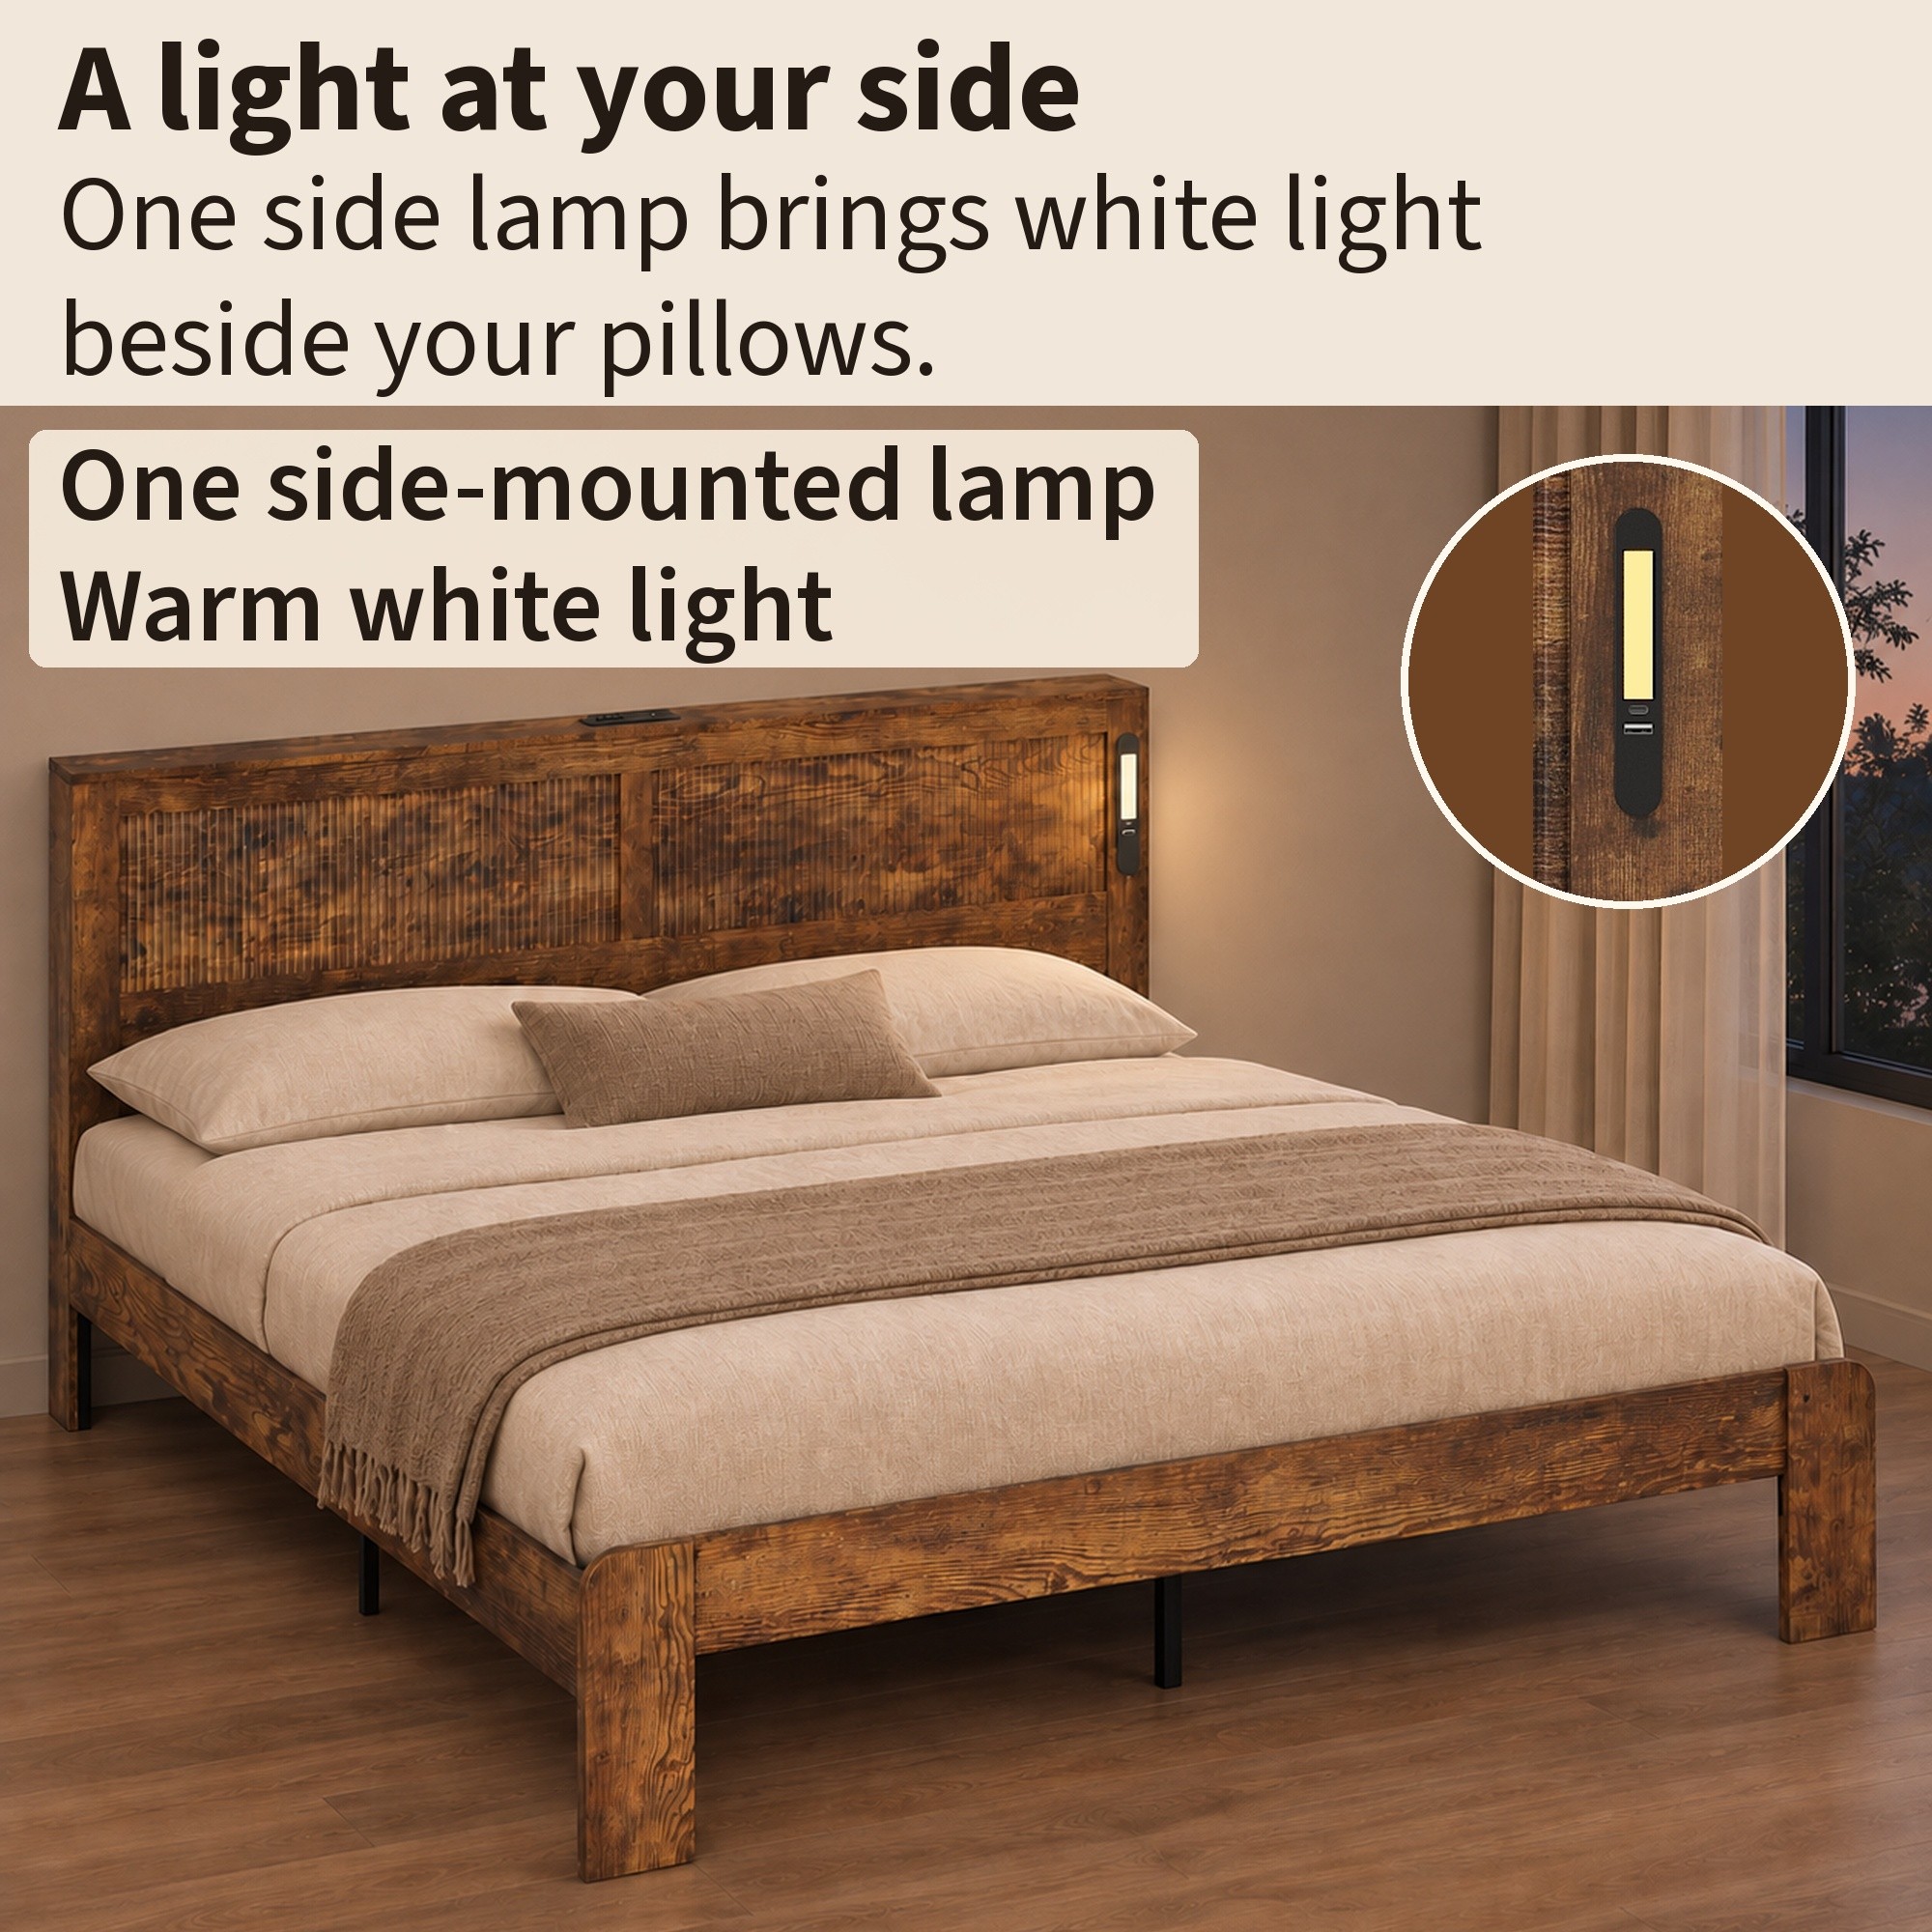 A light at your side
One side lamp brings white light
beside your pillows.
One side-mounted lamp
Warm white light